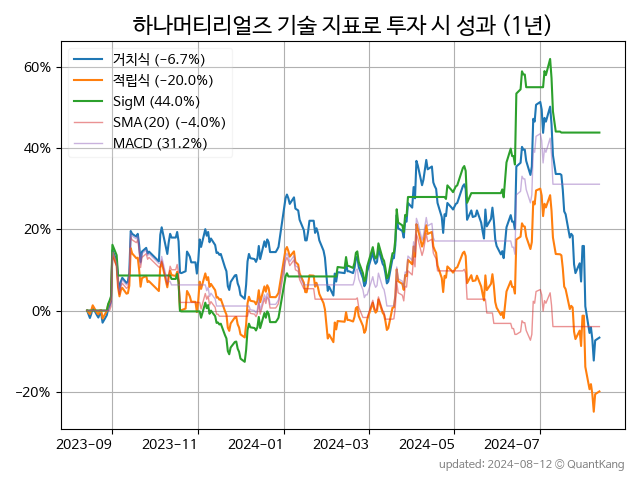 하나머티리얼즈 기술 지표로 투자 시 성과 (1년)
거치식 (−6.7%)
적립식 (−20.0%)
SigM (44.0%)
SMA(20) (−4.0%)
MACD (31.2%)
60%
40%
20%
0%
−20%
2023-09 2023-11 2024-01 2024-03 2024-05 2024-07
updated: 2024-08-12 © QuantKang